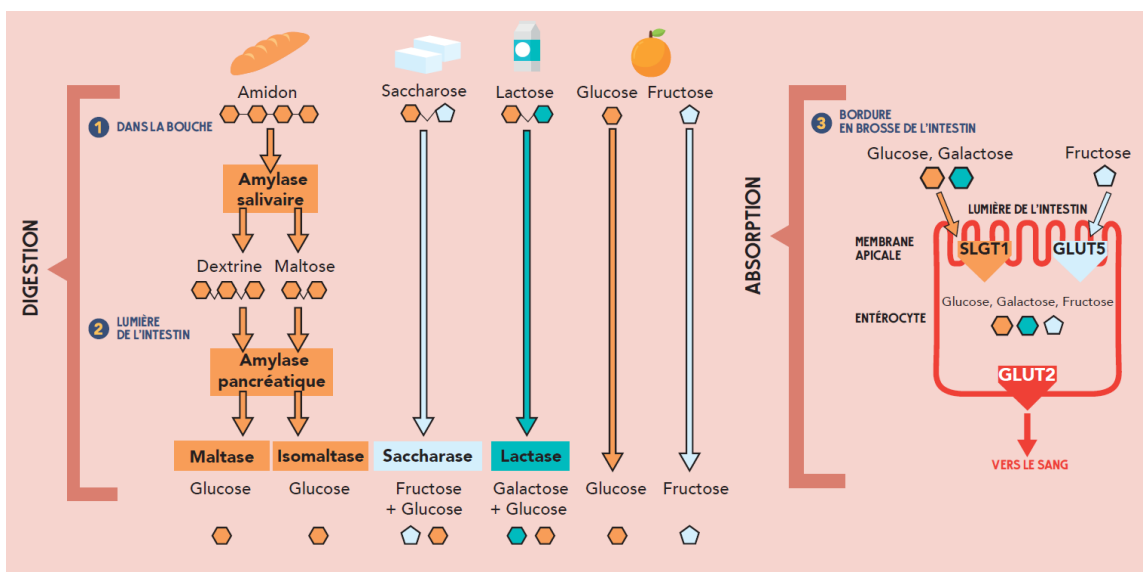 DIGESTION
1 DANS LA BOUCHE
Amidon
Saccharose
Lactose
Glucose
Fructose
Amylase
salivaire
Dextrine
Maltose
2 LUMIÈRE
DE L'INTESTIN
Amylase
pancréatique
Maltase
Isomaltase
Saccharase
Lactase
Glucose
Glucose
Fructose
+ Glucose
Galactose
+ Glucose
Glucose
Fructose
ABSORPTION
3 BORDURE
EN BROSSE DE L'INTESTIN
Glucose, Galactose
Fructose
LUMIÈRE DE L'INTESTIN
MEMBRANE
APICALE
SLGT1
GLUT5
Glucose, Galactose, Fructose
ENTÉROCYTE
GLUT2
VERS LE SANG